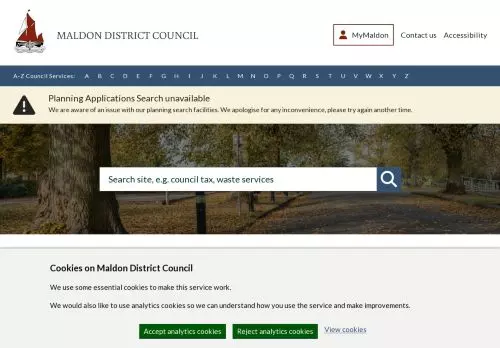 MALDON DISTRICT COUNCIL
MyMaldon Contact us Accessibility
A-Z Council Services: A B C D E F G H I J K L M N O P Q R S T U V W X Y Z
Planning Applications Search unavailable
We are aware of an issue with our planning search facilities. We apologise for any inconvenience, please try again another time.
Search site, e.g. council tax, waste services
Cookies on Maldon District Council
We use some essential cookies to make this service work.
We would also like to use analytics cookies so we can understand how you use the service and make improvements.
Accept analytics cookies Reject analytics cookies View cookies